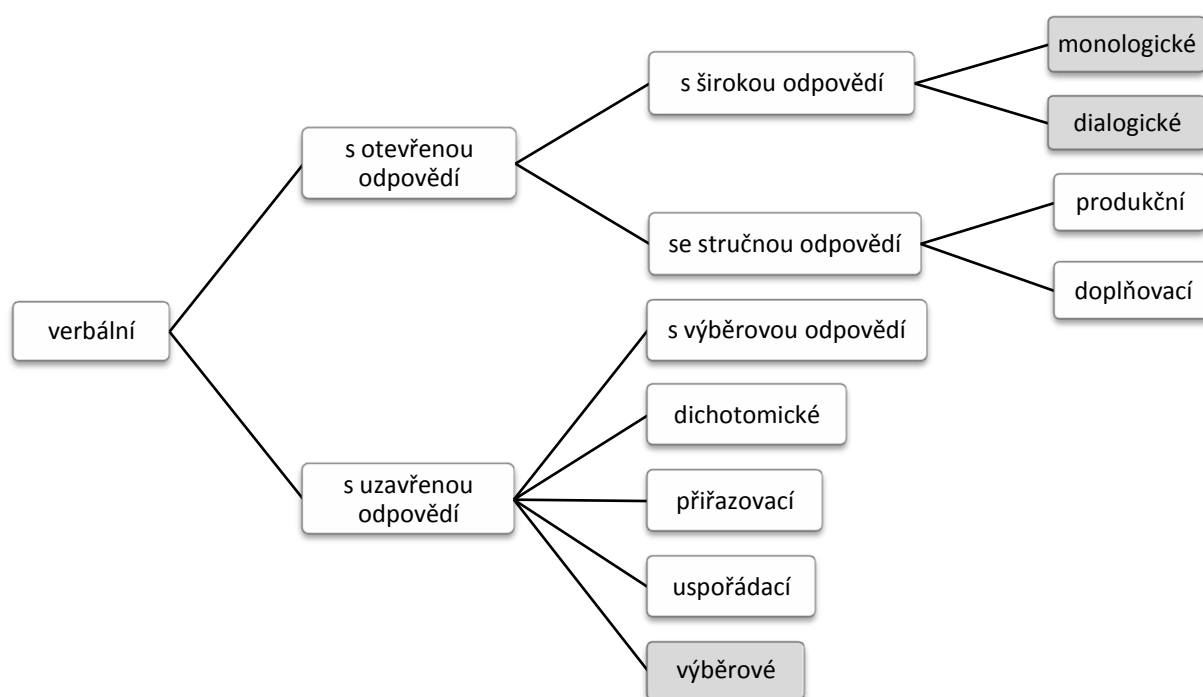 monologické
s širokou odpovědí
dialogické
s otevřenou
odpovědí
produkční
se stručnou odpovědí
doplňovací
verbální
s výběrovou odpovědí
dichotomické
s uzavřenou
odpovědí
přiřazovací
uspořádací
výběrové